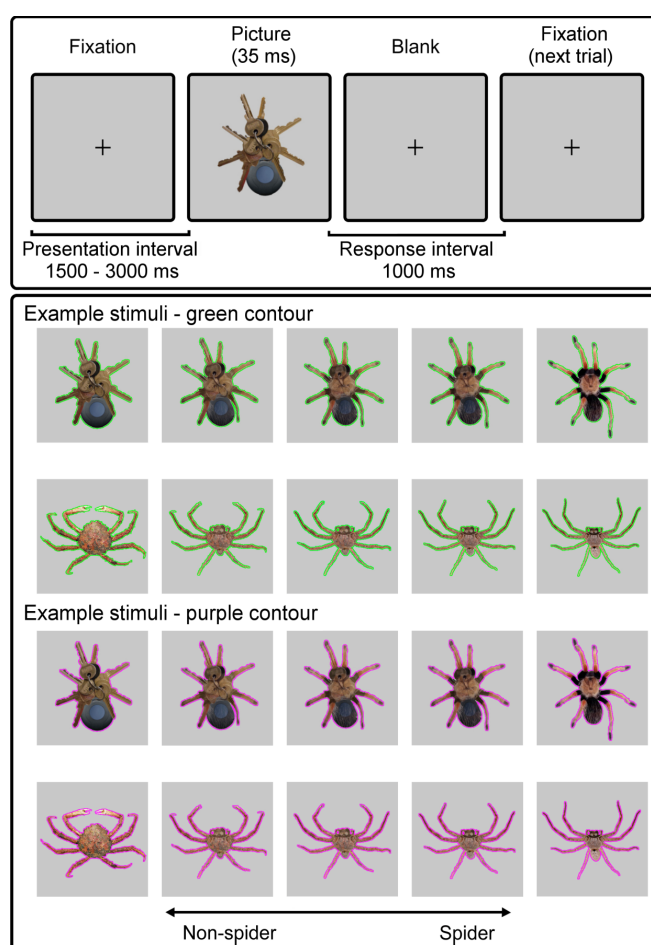 Fixation
Picture
(35 ms)
Blank
Fixation
(next trial)
Presentation interval
1500 - 3000 ms
Response interval
1000 ms
Example stimuli - green contour
Example stimuli - purple contour
Non-spider
Spider